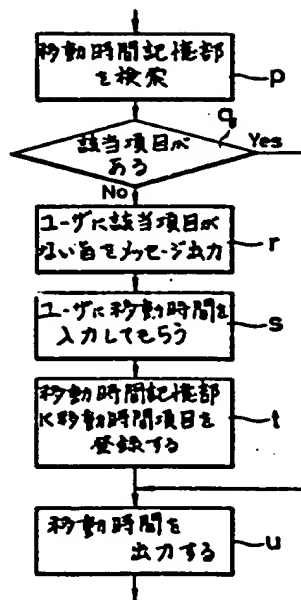 移動時間記憶部
を検索
p
該当項目が
ある
q
Yes
No
ユーザに該当項目が
ない旨をメッセージ出力
r
ユーザに移動時間を
入力してもらう
s
移動時間記憶部
に移動時間項目を
登録する
t
移動時間を
出力する
u